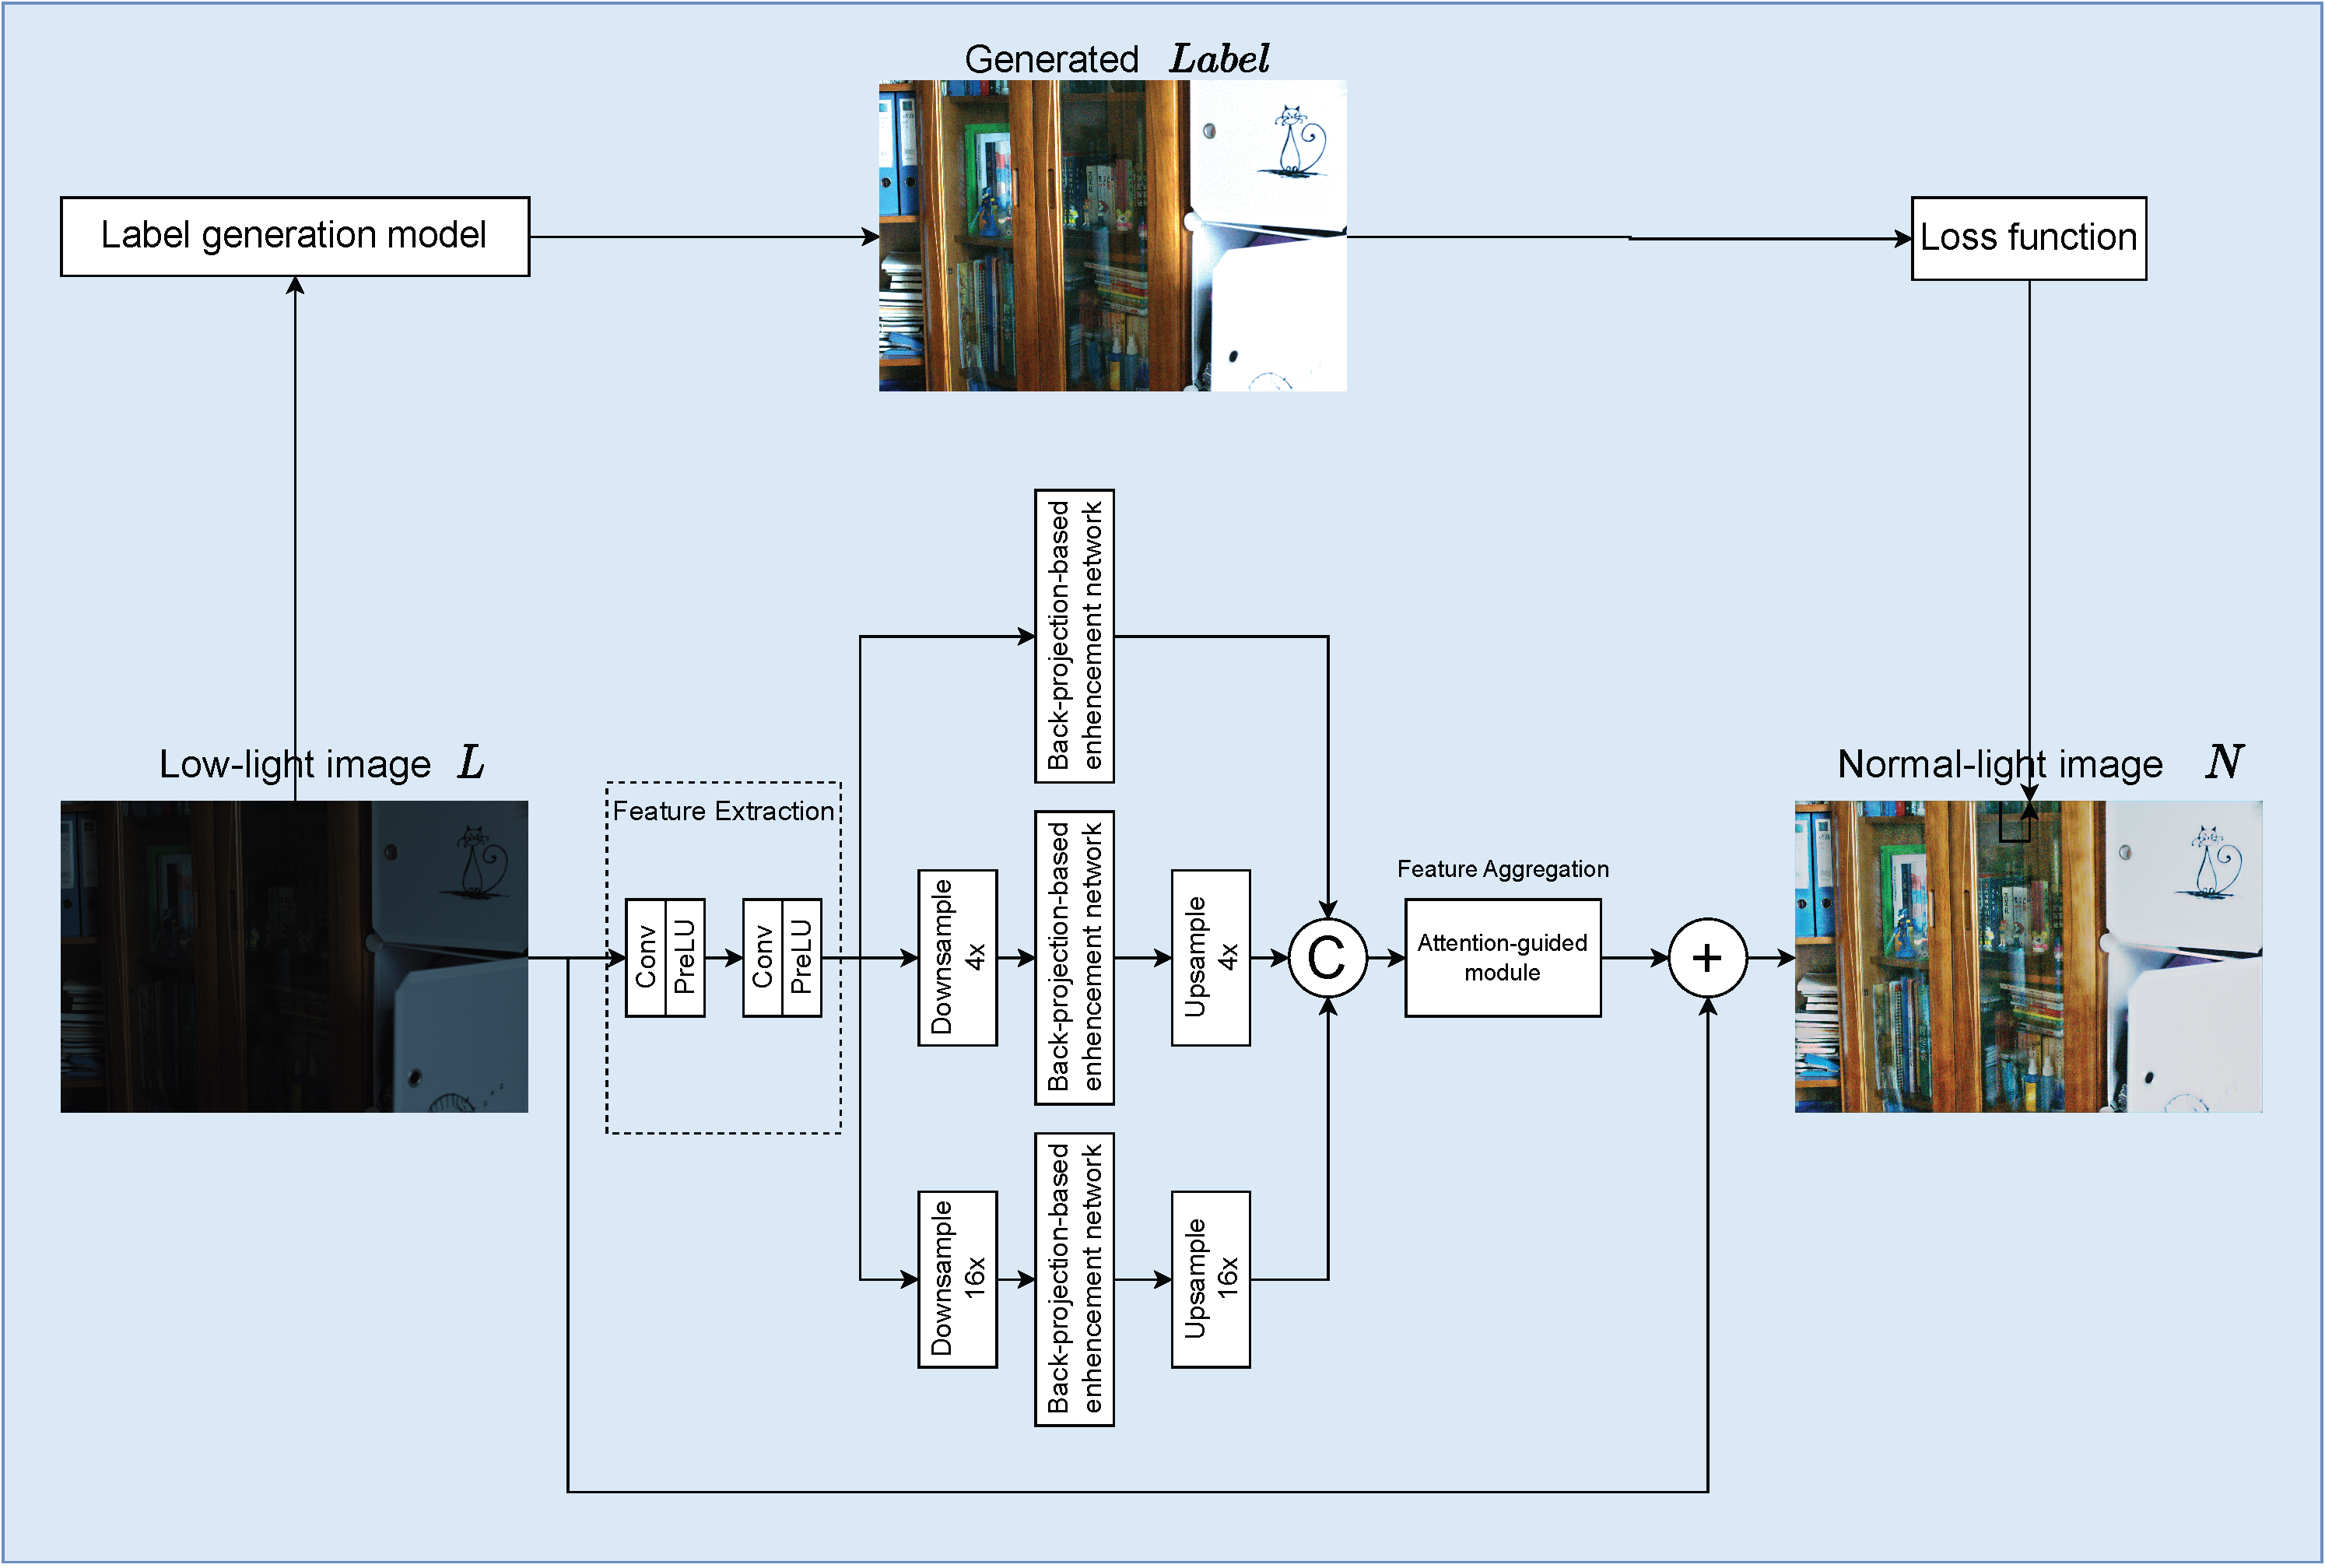 Generated Label
Label generation model
Loss function
Back-projection-based
enhencement network
Low-light image L
Normal-light image N
Feature Extraction
Conv
PreLU
Conv
PreLU
Downsample
4x
Back-projection-based
enhencement network
Upsample
4x
C
Feature Aggregation
Attention-guided
module
+
Downsample
16x
Back-projection-based
enhencement network
Upsample
16x